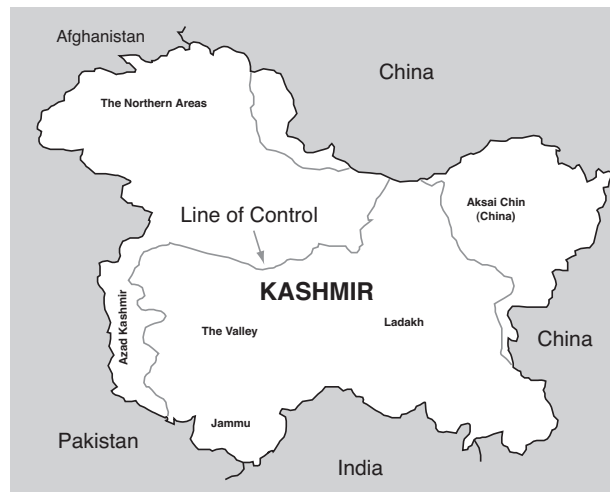 Afghanistan
China
The Northern Areas
Aksai Chin
(China)
Line of Control
KASHMIR
Azad Kashmir
The Valley
Ladakh
China
Jammu
Pakistan
India